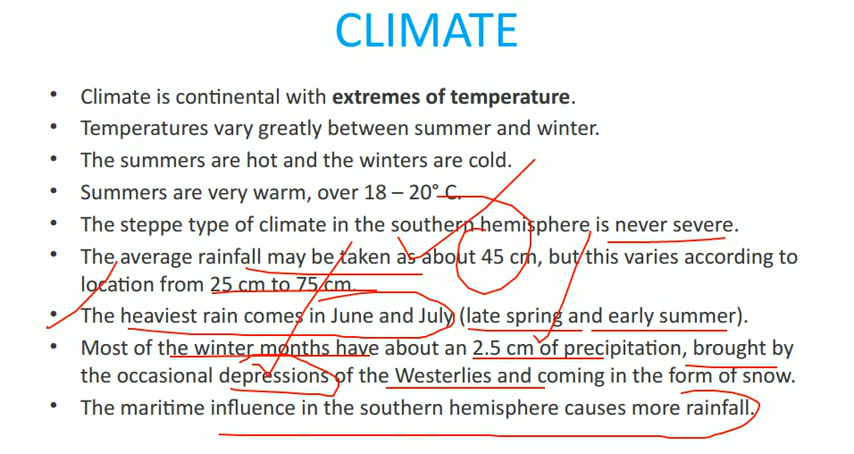 CLIMATE
• Climate is continental with extremes of temperature.
• Temperatures vary greatly between summer and winter.
• The summers are hot and the winters are cold.
• Summers are very warm, over 18 – 20° C.
• The steppe type of climate in the southern hemisphere is never severe.
• The average rainfall may be taken as about 45 cm, but this varies according to
location from 25 cm to 75 cm.
• The heaviest rain comes in June and July (late spring and early summer).
• Most of the winter months have about an 2.5 cm of precipitation, brought by
the occasional depressions of the Westerlies and coming in the form of snow.
• The maritime influence in the southern hemisphere causes more rainfall.